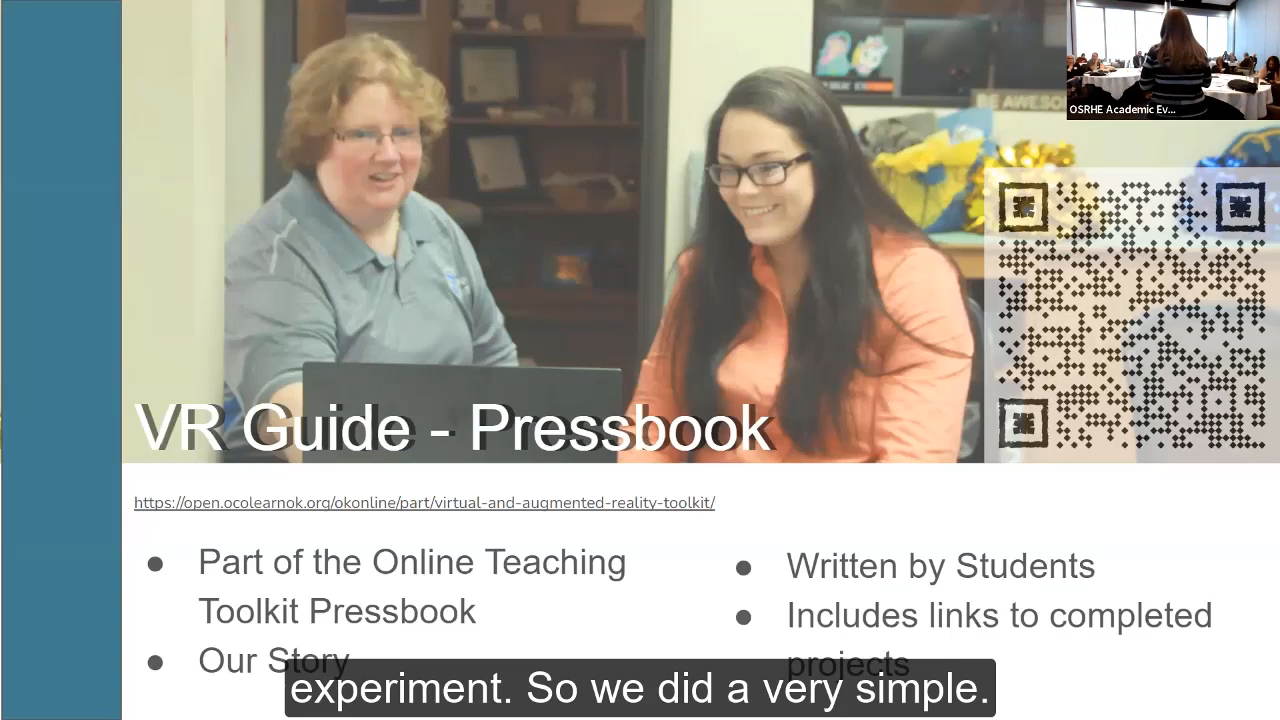 OSRHE Academic Ev...
BE AWESO
VR Guide - Pressbook
https://open.ocolearnok.org/okonline/part/virtual-and-augmented-reality-toolkit/
● Part of the Online Teaching
Toolkit Pressbook
● Our Story
● Written by Students
● Includes links to completed
projects
experiment. So we did a very simple.